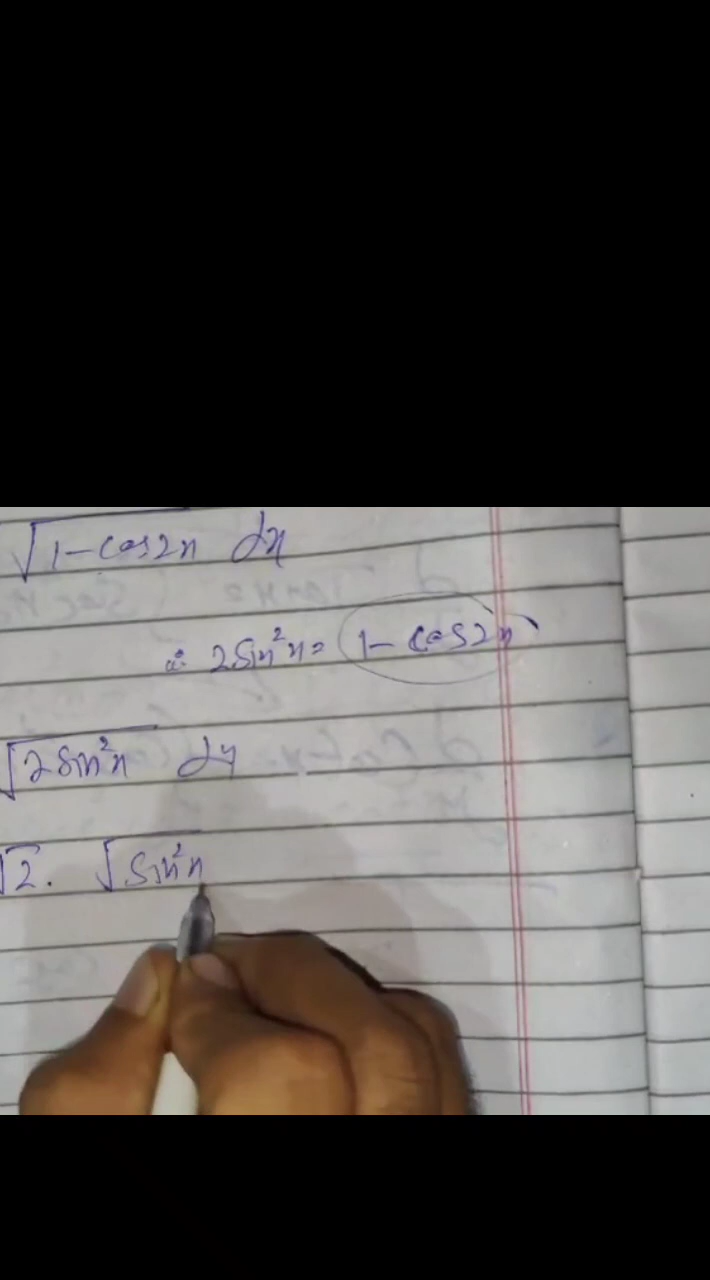 √1-cos2x dx
∵ 2Sin²x = 1-cos2x
√2Sin²x dx
√2. √Sin²x